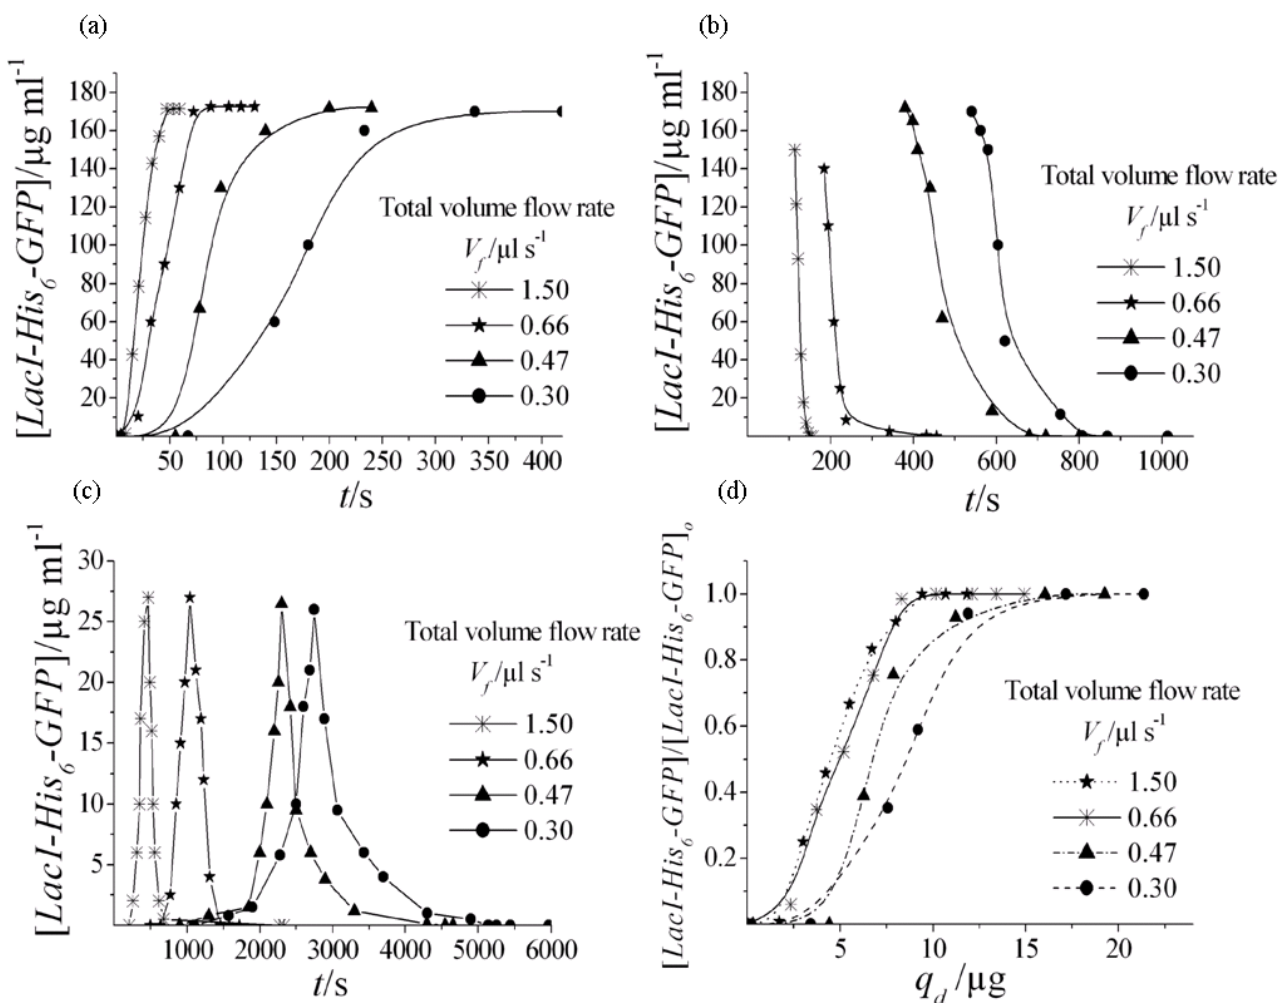 (a)
[LacI-His6-GFP]/µg ml-1
180
160
140
120
100
80
60
40
20
50 100 150 200 250 300 350 400
t/s
Total volume flow rate
Vf/µl s-1
1.50
0.66
0.47
0.30
(b)
[LacI-His6-GFP]/µg ml-1
180
160
140
120
100
80
60
40
20
200 400 600 800 1000
t/s
Total volume flow rate
Vf/µl s-1
1.50
0.66
0.47
0.30
(c)
[LacI-His6-GFP]/µg ml-1
30
25
20
15
10
5
1000 2000 3000 4000 5000 6000
t/s
Total volume flow rate
Vf/µl s-1
1.50
0.66
0.47
0.30
(d)
[LacI-His6-GFP]/[LacI-His6-GFP]o
1.0
0.8
0.6
0.4
0.2
5 10 15 20
qd /µg
Total volume flow rate
Vf/µl s-1
1.50
0.66
0.47
0.30